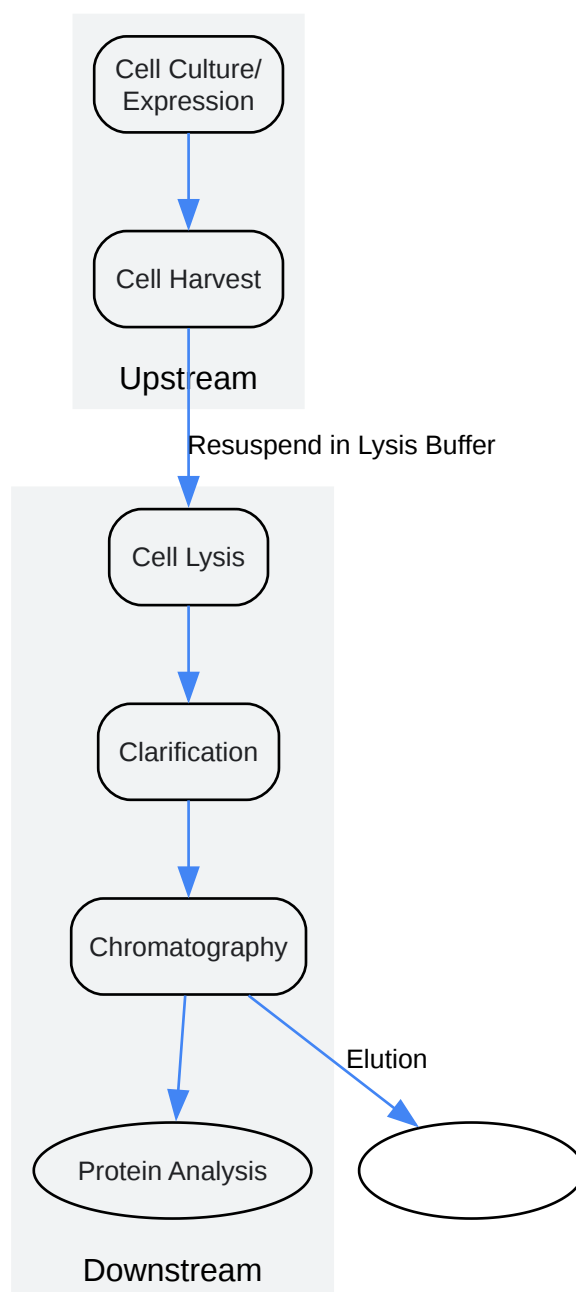 Cell Culture/
Expression
Cell Harvest
Upstream
Resuspend in Lysis Buffer
Cell Lysis
Clarification
Chromatography
Elution
Protein Analysis
Downstream